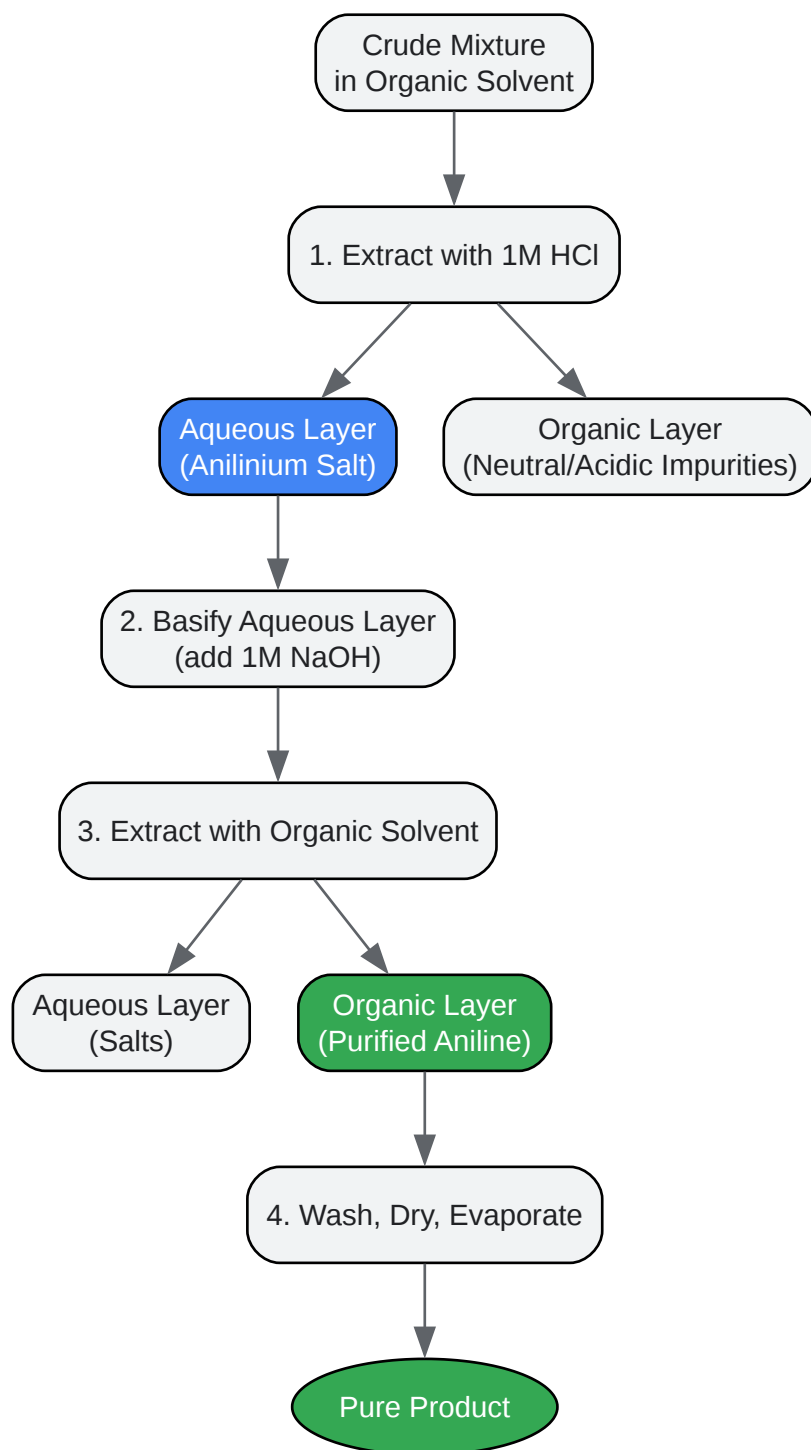 Crude Mixture
in Organic Solvent
1. Extract with 1M HCl
Aqueous Layer
(Anilinium Salt)
Organic Layer
(Neutral/Acidic Impurities)
2. Basify Aqueous Layer
(add 1M NaOH)
3. Extract with Organic Solvent
Aqueous Layer
(Salts)
Organic Layer
(Purified Aniline)
4. Wash, Dry, Evaporate
Pure Product